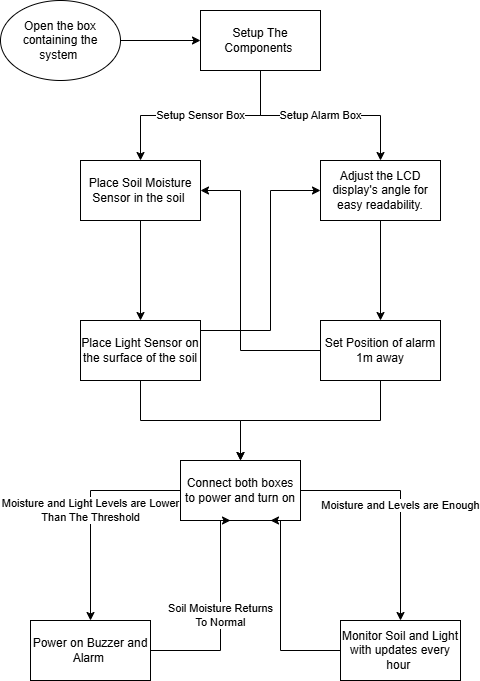 Open the box
containing the
system
Setup The
Components
Setup Sensor Box
Setup Alarm Box
Place Soil Moisture
Sensor in the soil
Adjust the LCD
display's angle for
easy readability.
Place Light Sensor on
the surface of the soil
Set Position of alarm
1m away
Connect both boxes
to power and turn on
Moisture and Light Levels are Lower
Than The Threshold
Moisture and Levels are Enough
Soil Moisture Returns
To Normal
Power on Buzzer and
Alarm
Monitor Soil and Light
with updates every
hour